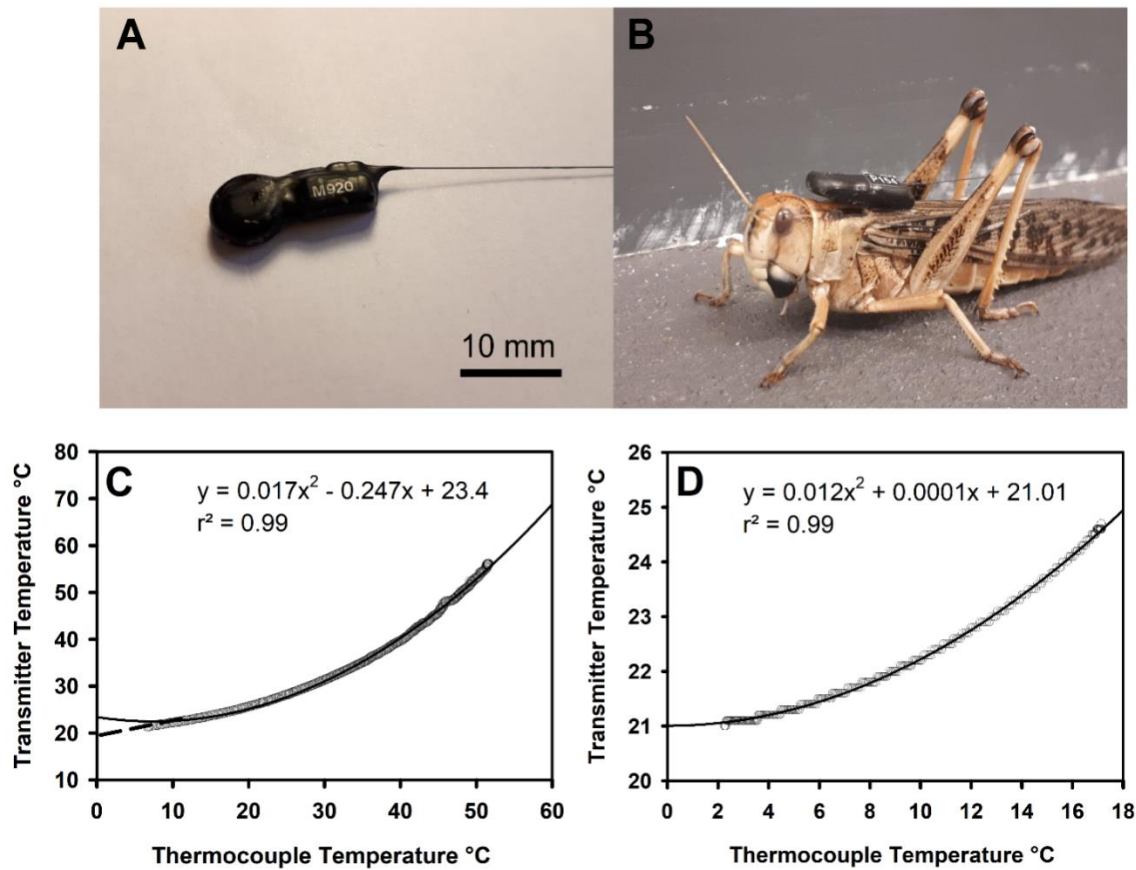 A
M920
10 mm
B
P154
C
y = 0.017x² - 0.247x + 23.4
r² = 0.99
80
70
60
50
40
30
20
10
0
10
20
30
40
50
60
Transmitter Temperature °C
Thermocouple Temperature °C
D
y = 0.012x² + 0.0001x + 21.01
r² = 0.99
26
25
24
23
22
21
20
0
2
4
6
8
10
12
14
16
18
Transmitter Temperature °C
Thermocouple Temperature °C